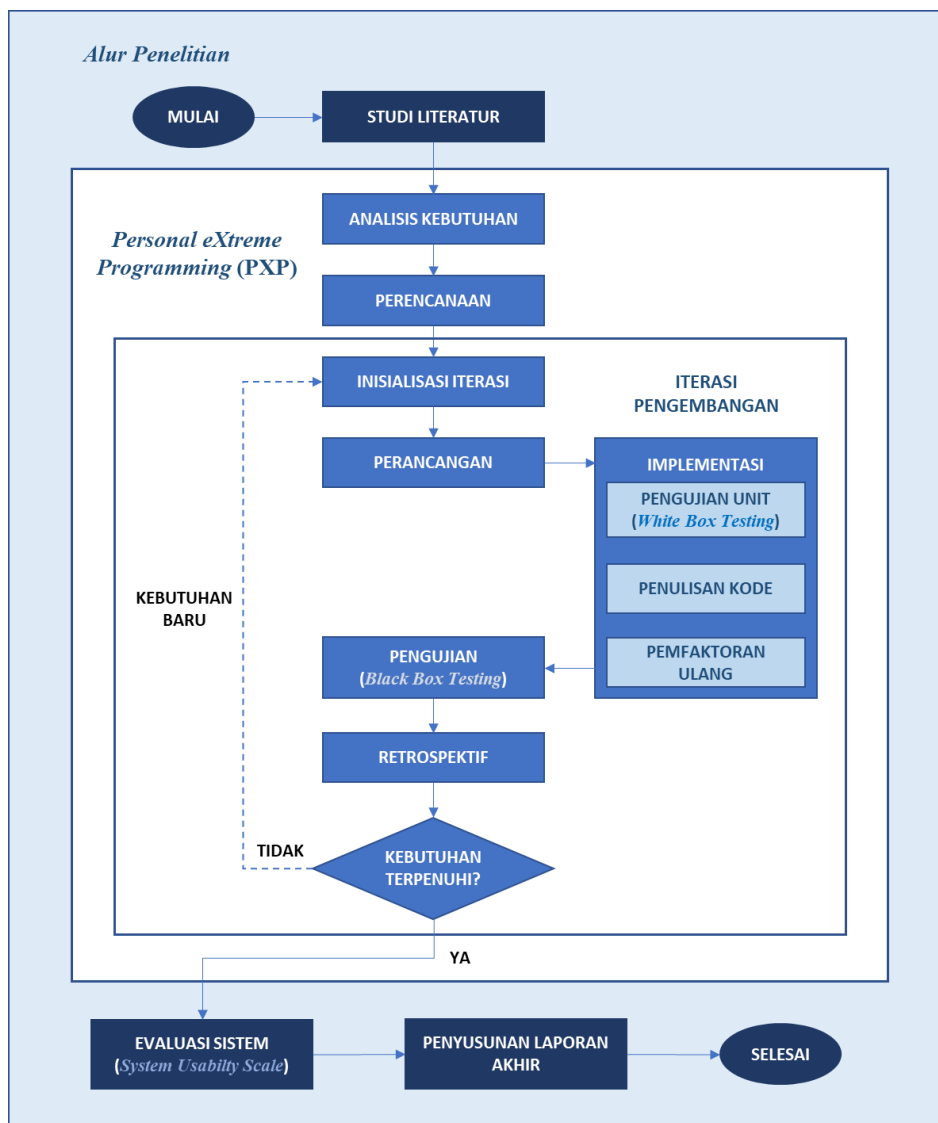 Alur Penelitian
MULAI
STUDI LITERATUR
ANALISIS KEBUTUHAN
Personal eXtreme
Programming (PXP)
PERENCANAAN
INISIALISASI ITERASI
ITERASI
PENGEMBANGAN
PERANCANGAN
IMPLEMENTASI
PENGUJIAN UNIT
(White Box Testing)
PENULISAN KODE
PEMFAKTORAN
ULANG
KEBUTUHAN
BARU
PENGUJIAN
(Black Box Testing)
RETROSPEKTIF
TIDAK
KEBUTUHAN
TERPENUHI?
YA
EVALUASI SISTEM
(System Usabilty Scale)
PENYUSUNAN LAPORAN
AKHIR
SELESAI